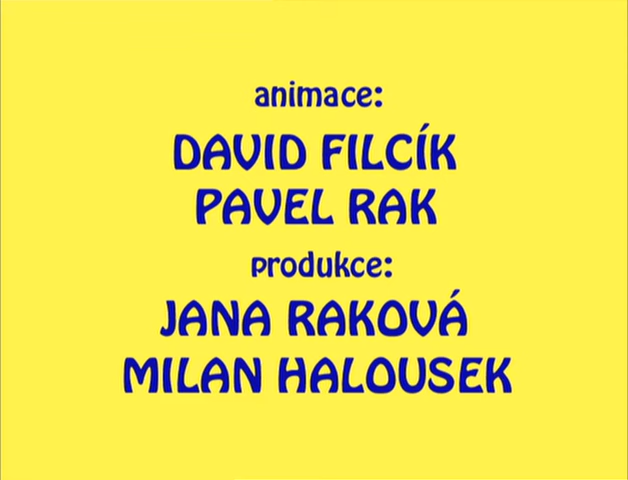 animace:
DAVID FILCÍK
PAVEL RAK
produkce:
JANA RAKOVÁ
MILAN HALOUSEK